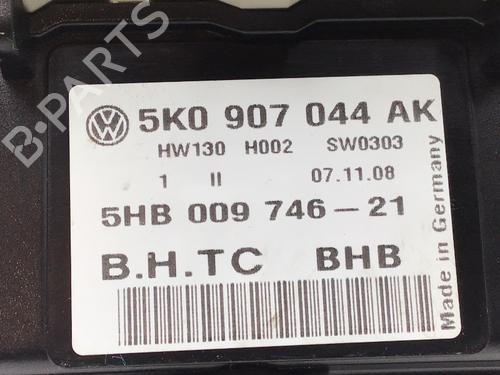 5K0 907 044 AK
HW130 H002 SW0303
1 II 07.11.08
5HB 009 746-21
B.H.TC BHB
Made in Germany
B-PARTS